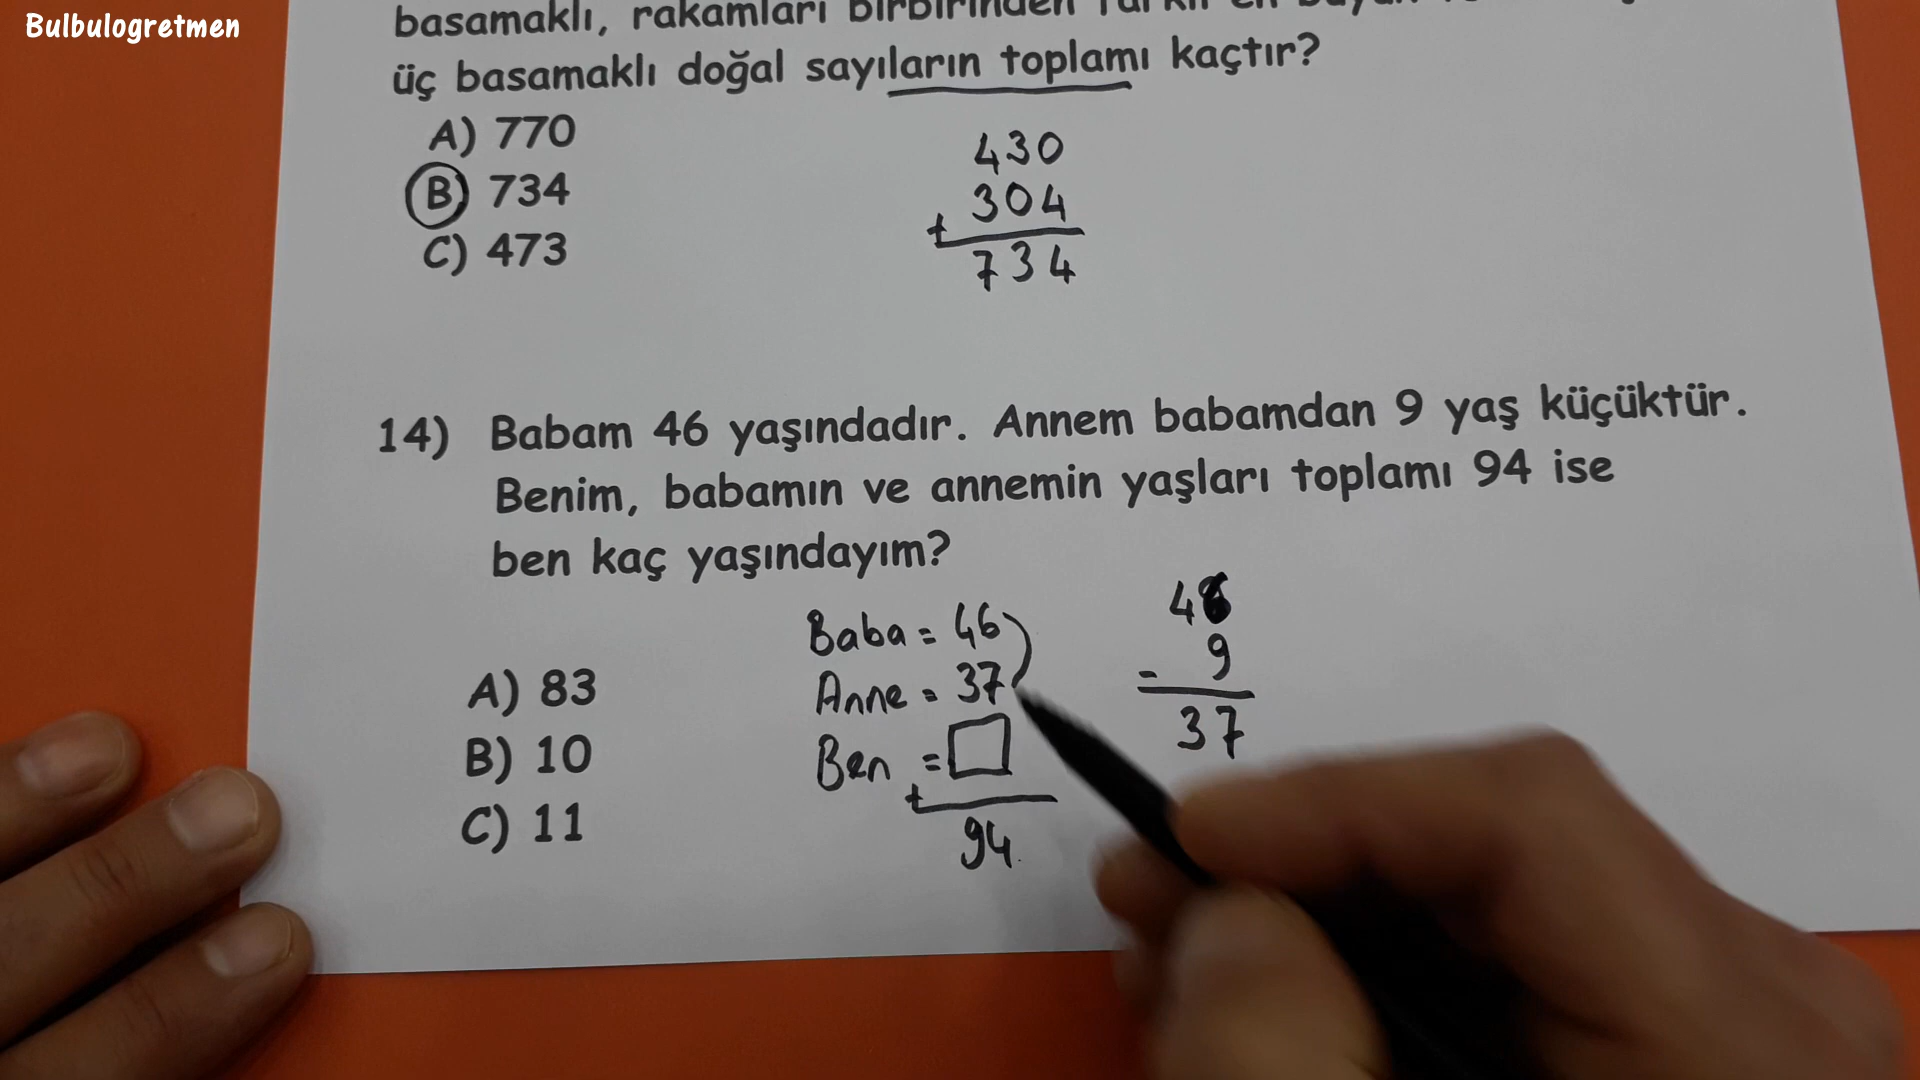 Bulbulogretmen
basamaklı, rakamları birbirinden
üç basamaklı doğal sayıların toplamı kaçtır?
A) 770
B) 734
C) 473
430
304
+
734
14) Babam 46 yaşındadır. Annem babamdan 9 yaş küçüktür.
Benim, babamın ve annemin yaşları toplamı 94 ise
ben kaç yaşındayım?
A) 83
B) 10
C) 11
Baba = 46
Anne = 37
Ben =
+
94
46
- 9
37